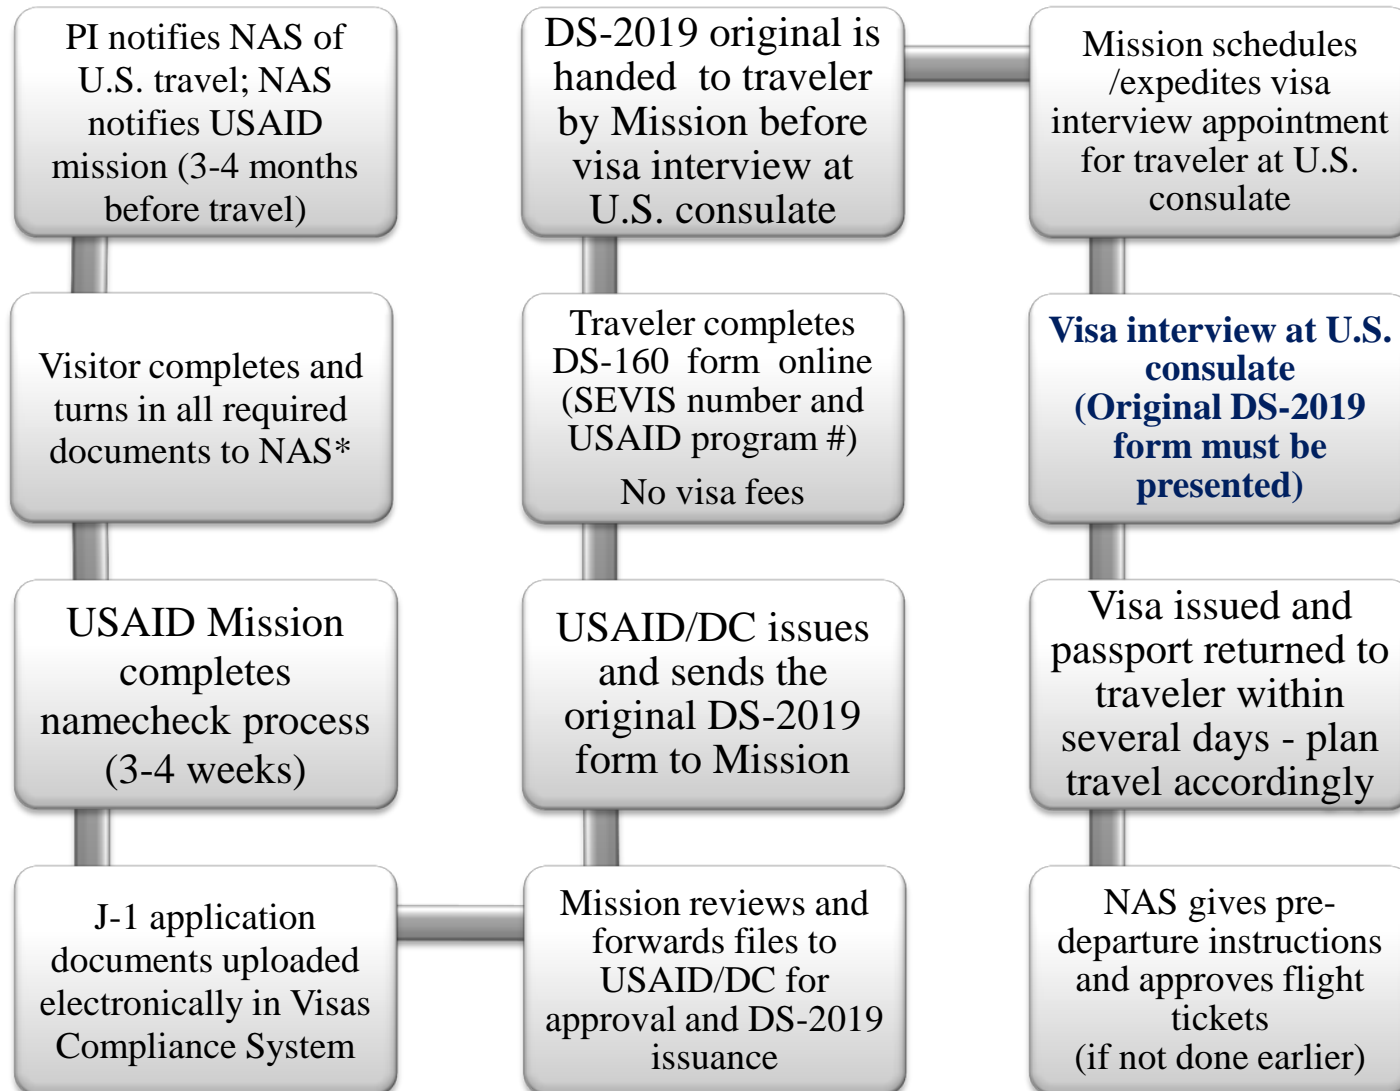 PI notifies NAS of
U.S. travel; NAS
notifies USAID
mission (3-4 months
before travel)
Visitor completes and
turns in all required
documents to NAS*
USAID Mission
completes
namecheck process
(3-4 weeks)
J-1 application
documents uploaded
electronically in Visas
Compliance System
Mission reviews and
forwards files to
USAID/DC for
approval and DS-2019
issuance
USAID/DC issues
and sends the
original DS-2019
form to Mission
Traveler completes
DS-160 form online
(SEVIS number and
USAID program #)
No visa fees
DS-2019 original is
handed to traveler
by Mission before
visa interview at
U.S. consulate
Mission schedules
/expedites visa
interview appointment
for traveler at U.S.
consulate
Visa interview at U.S.
consulate
(Original DS-2019
form must be
presented)
Visa issued and
passport returned to
traveler within
several days - plan
travel accordingly
NAS gives pre-
departure instructions
and approves flight
tickets
(if not done earlier)